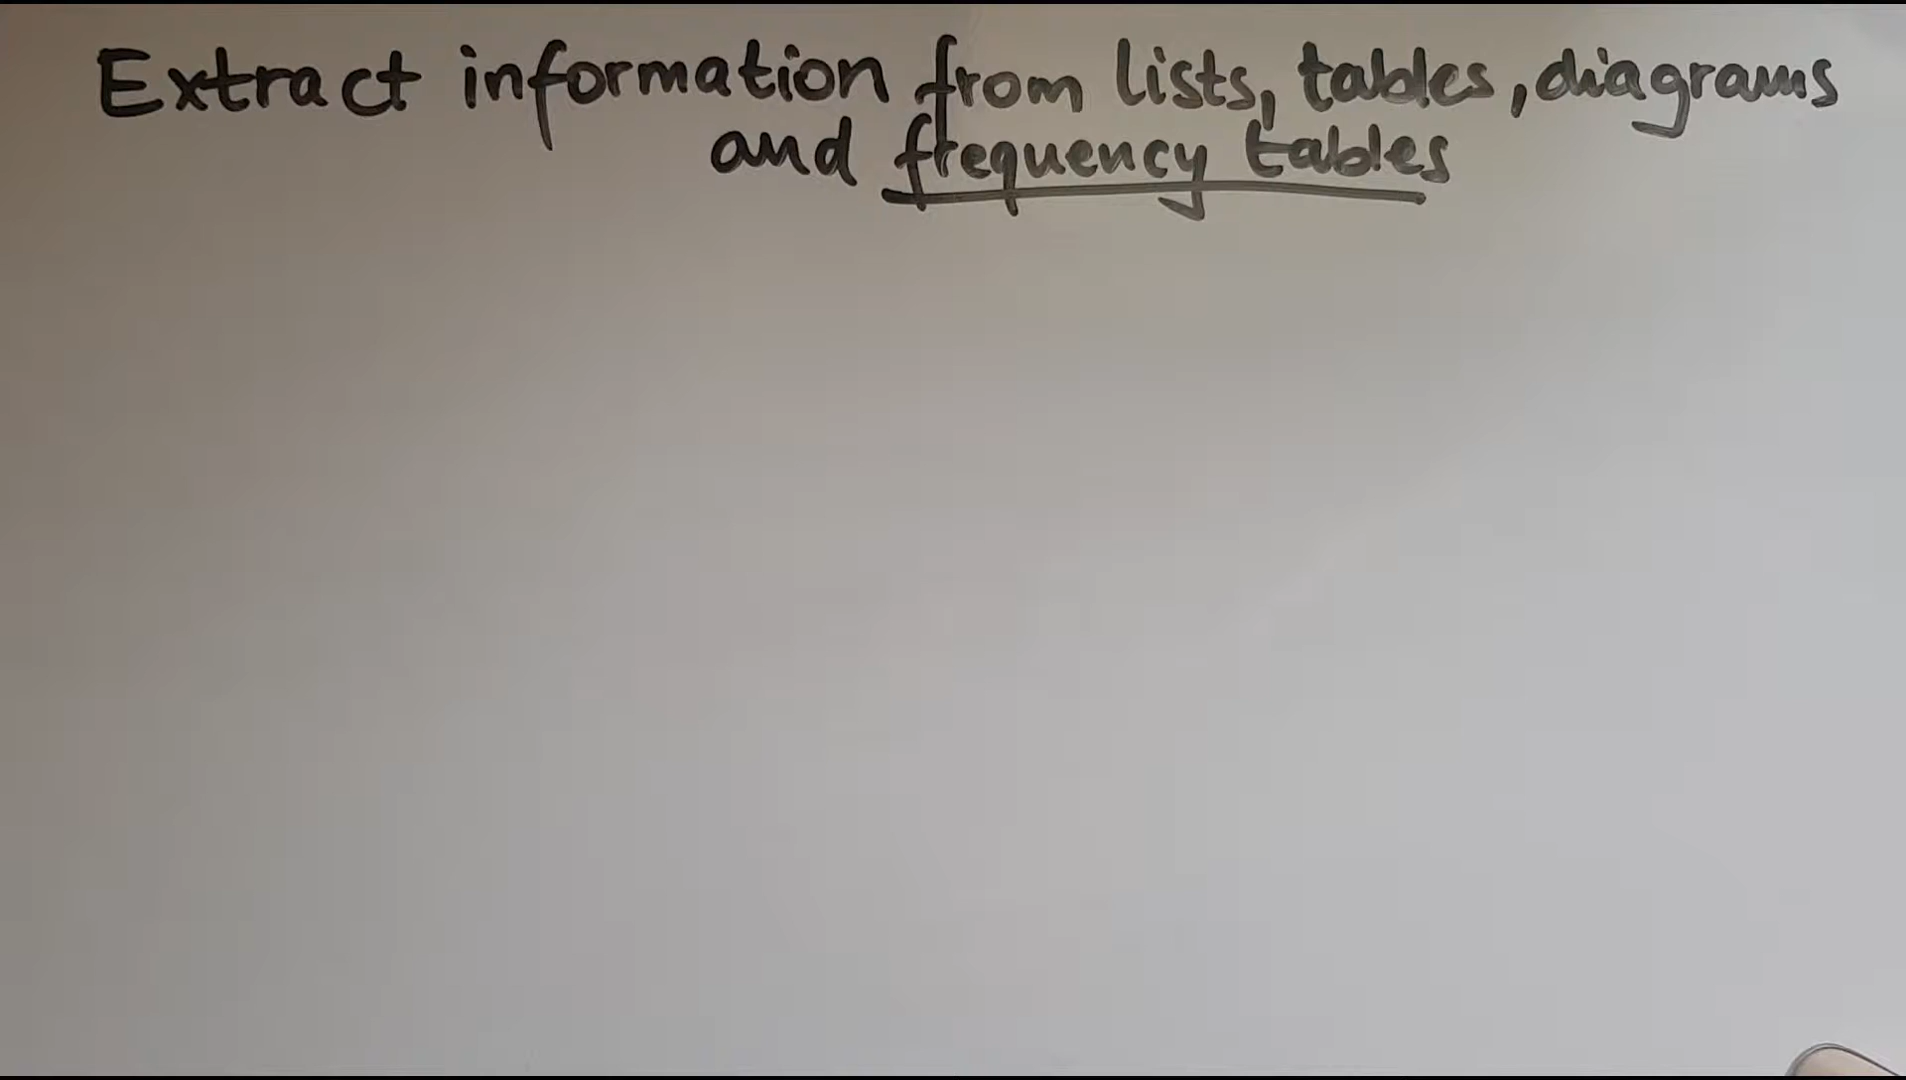 Extract information from lists, tables, diagrams
and frequency tables